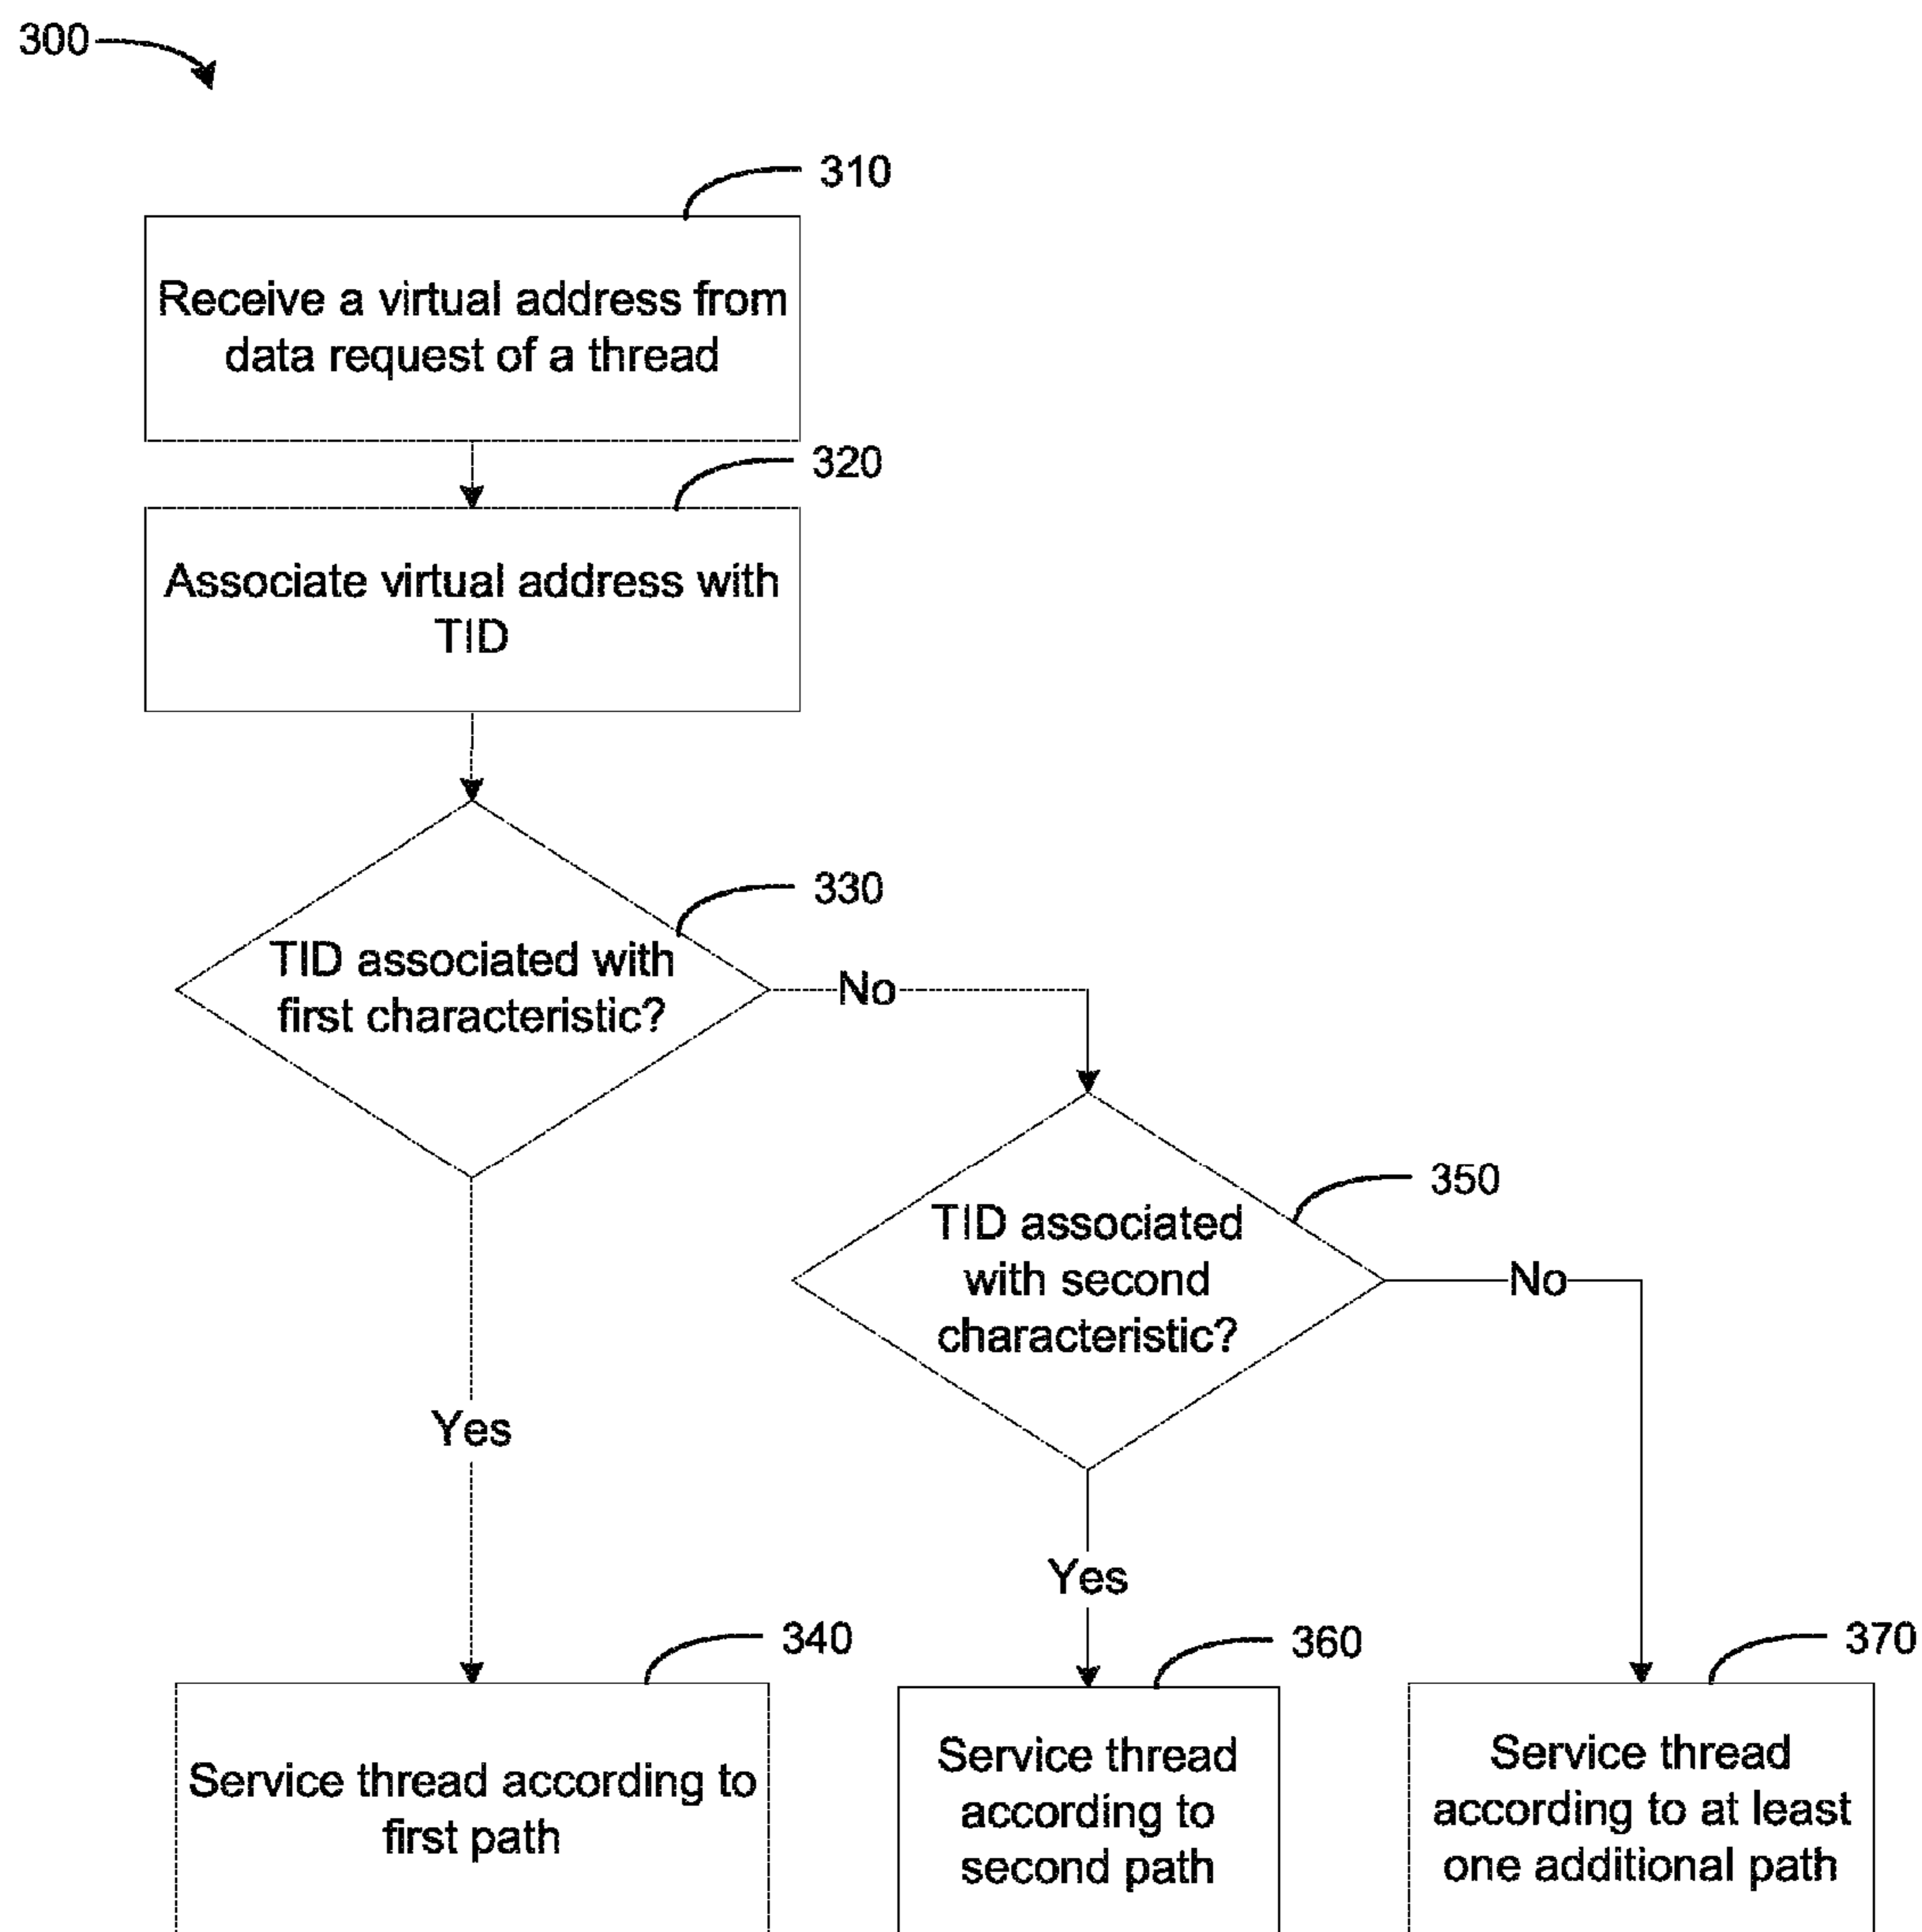 300
310
Receive a virtual address from
data request of a thread
320
Associate virtual address with
TID
330
TID associated with
first characteristic?
No
350
TID associated
with second
characteristic?
No
Yes
Yes
340
360
370
Service thread according to
first path
Service thread
according to
second path
Service thread
according to at least
one additional path